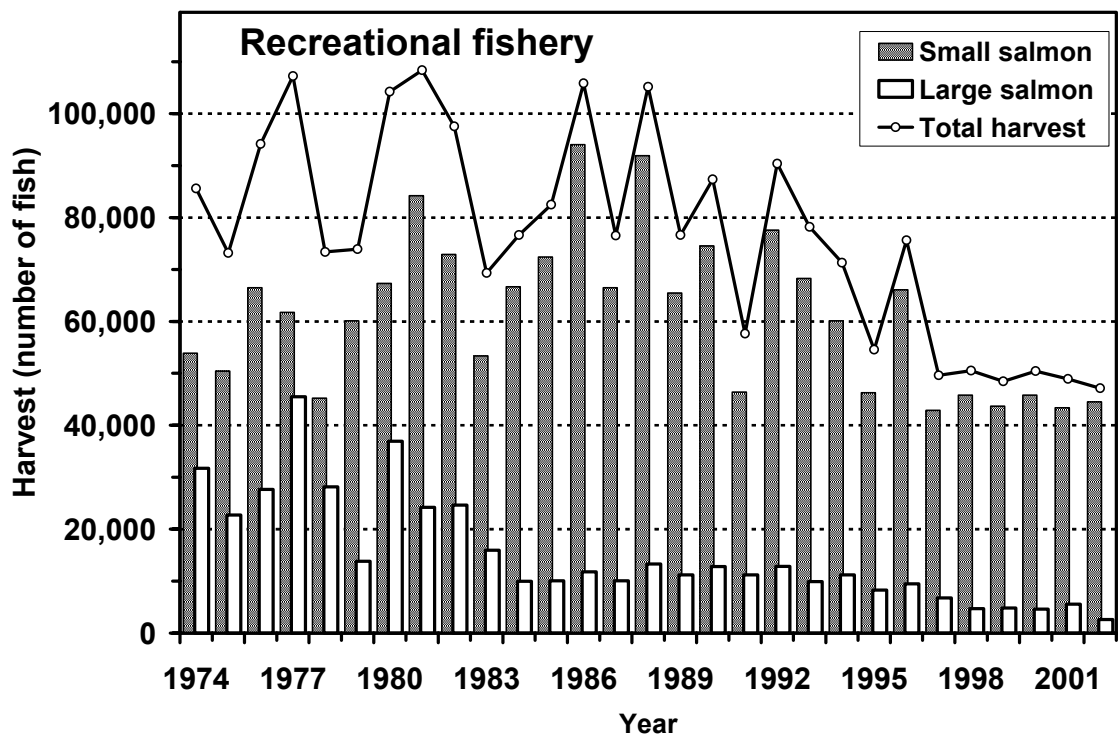 Recreational fishery
Small salmon
Large salmon
Total harvest
Harvest (number of fish)
100,000
80,000
60,000
40,000
20,000
0
1974 1977 1980 1983 1986 1989 1992 1995 1998 2001
Year